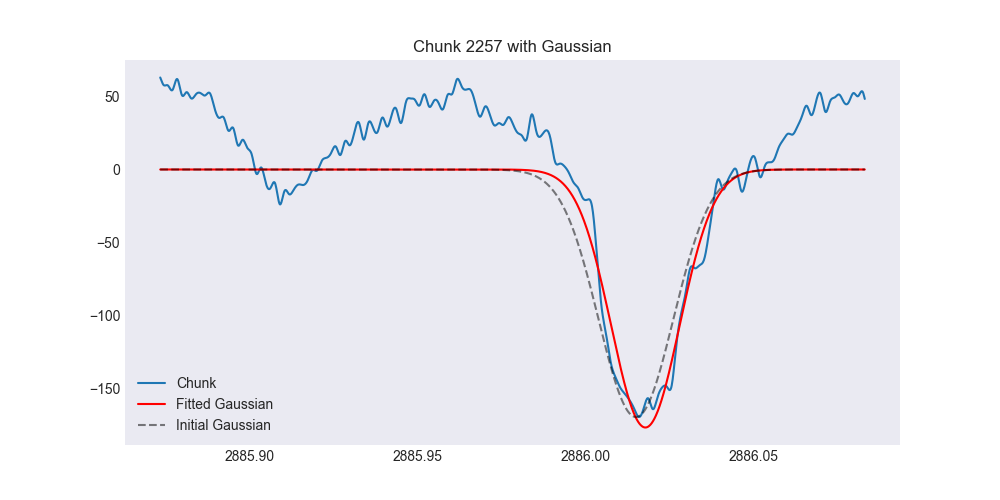 Chunk 2257 with Gaussian
50
0
−50
−100
−150
Chunk
Fitted Gaussian
Initial Gaussian
2885.90
2885.95
2886.00
2886.05